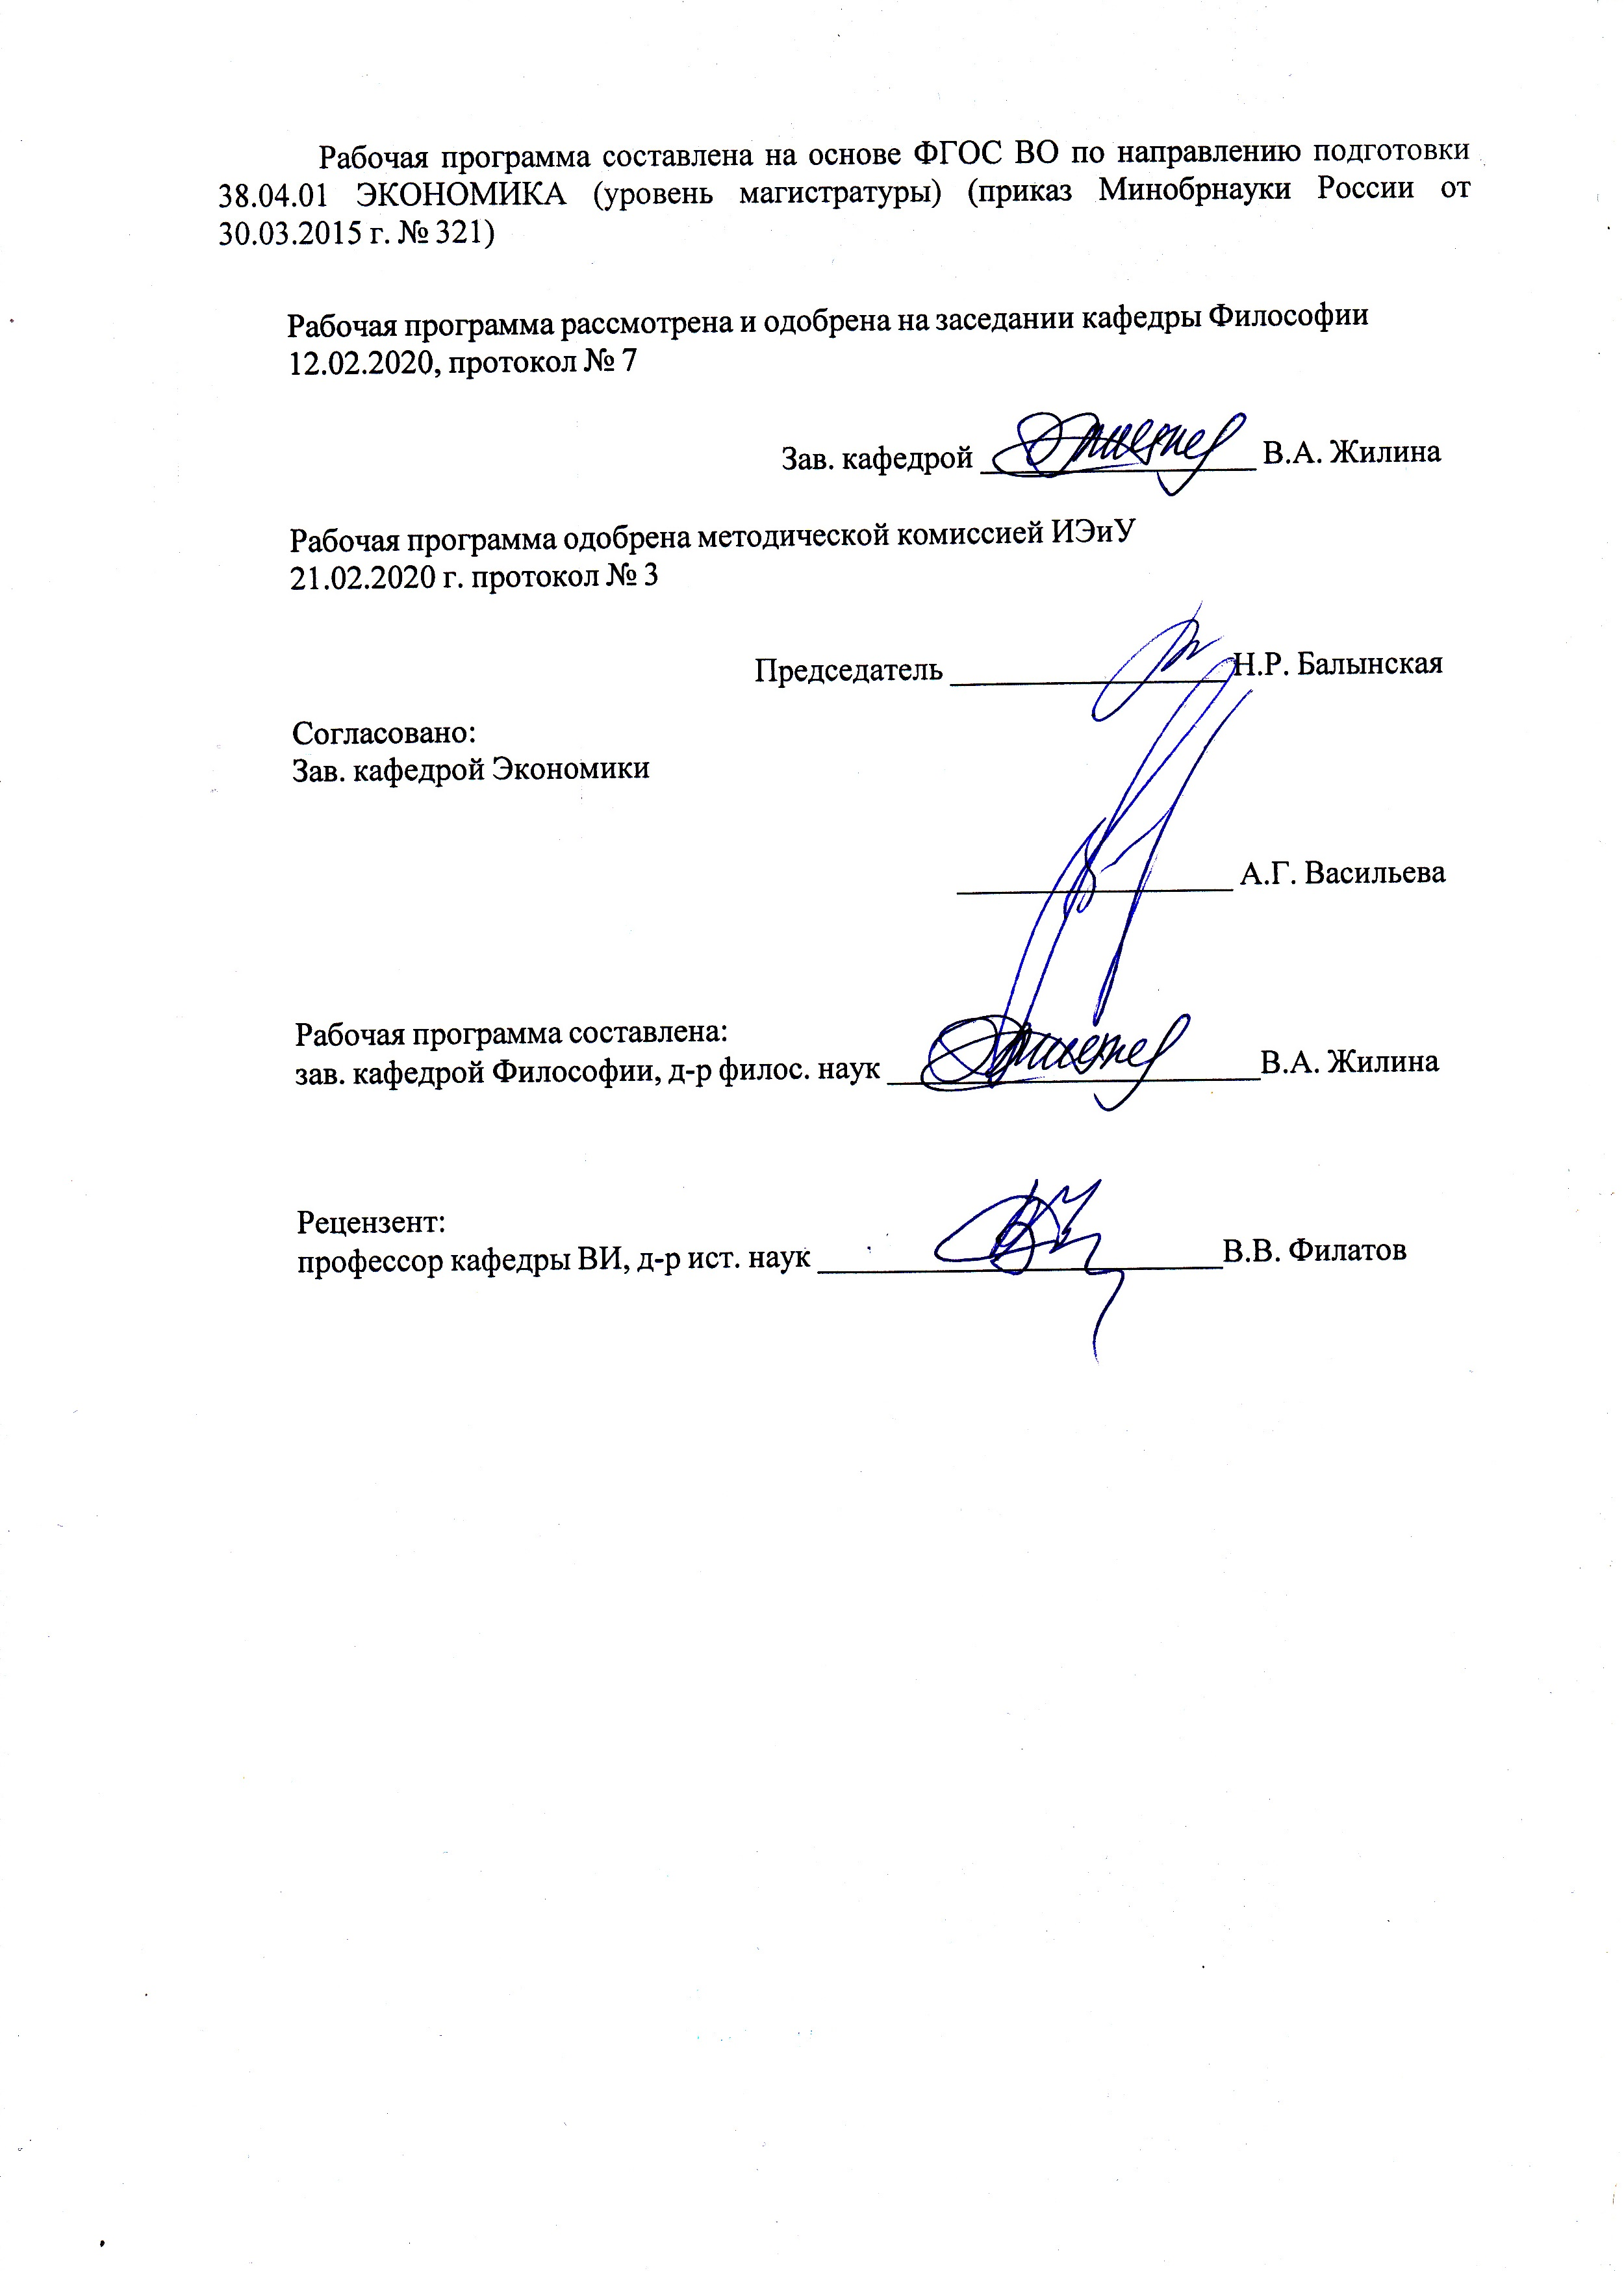 Рабочая программа составлена на основе ФГОС ВО по направлению подготовки
38.04.01 ЭКОНОМИКА (уровень магистратуры) (приказ Минобрнауки России от
30.03.2015 г. № 321)
Рабочая программа рассмотрена и одобрена на заседании кафедры Философии
12.02.2020, протокол № 7
Зав. кафедрой В.А. Жилина
Рабочая программа одобрена методической комиссией ИЭиУ
21.02.2020 г. протокол № 3
Председатель Н.Р. Балынская
Согласовано:
Зав. кафедрой Экономики
А.Г. Васильева
Рабочая программа составлена:
зав. кафедрой Философии, д-р филос. наук В.А. Жилина
Рецензент:
профессор кафедры ВИ, д-р ист. наук В.В. Филатов